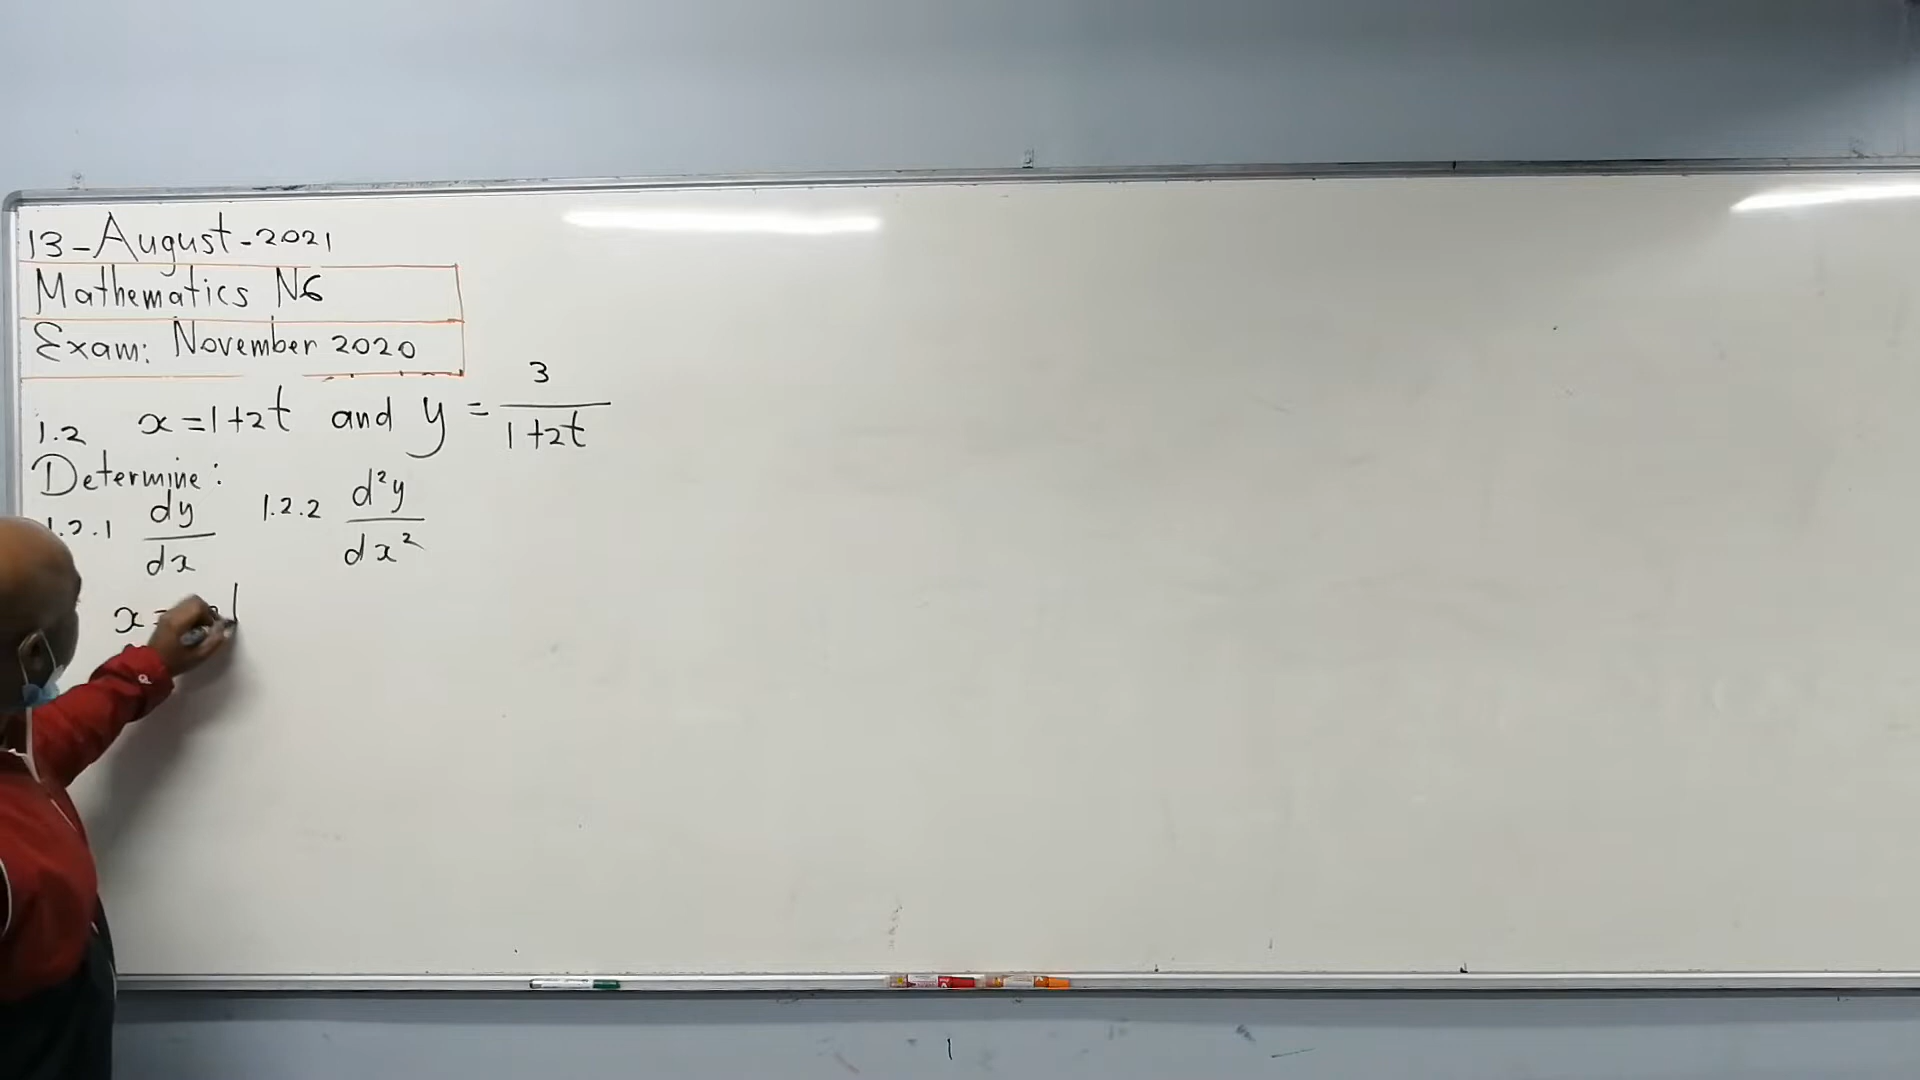 13-August-2021
Mathematics N6
Exam: November 2020
1.2 x=1+2t and y = 3/(1+2t)
Determine:
1.2.1 dy/dx 1.2.2 d²y/dx²
x =